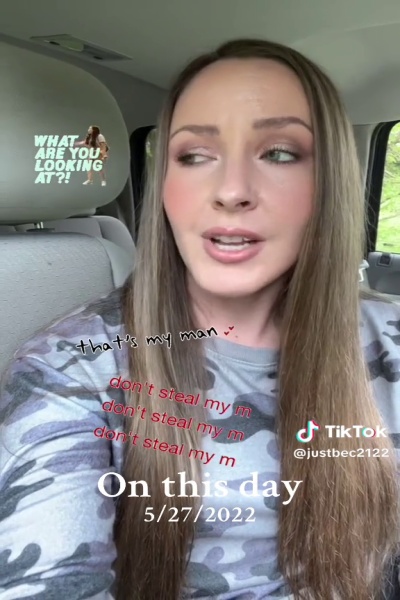 WHAT
ARE YOU
LOOKING
AT?!
that's my man
don't steal my m
don't steal my m
don't steal my m
TikTok
@justbec2122
On this day
5/27/2022